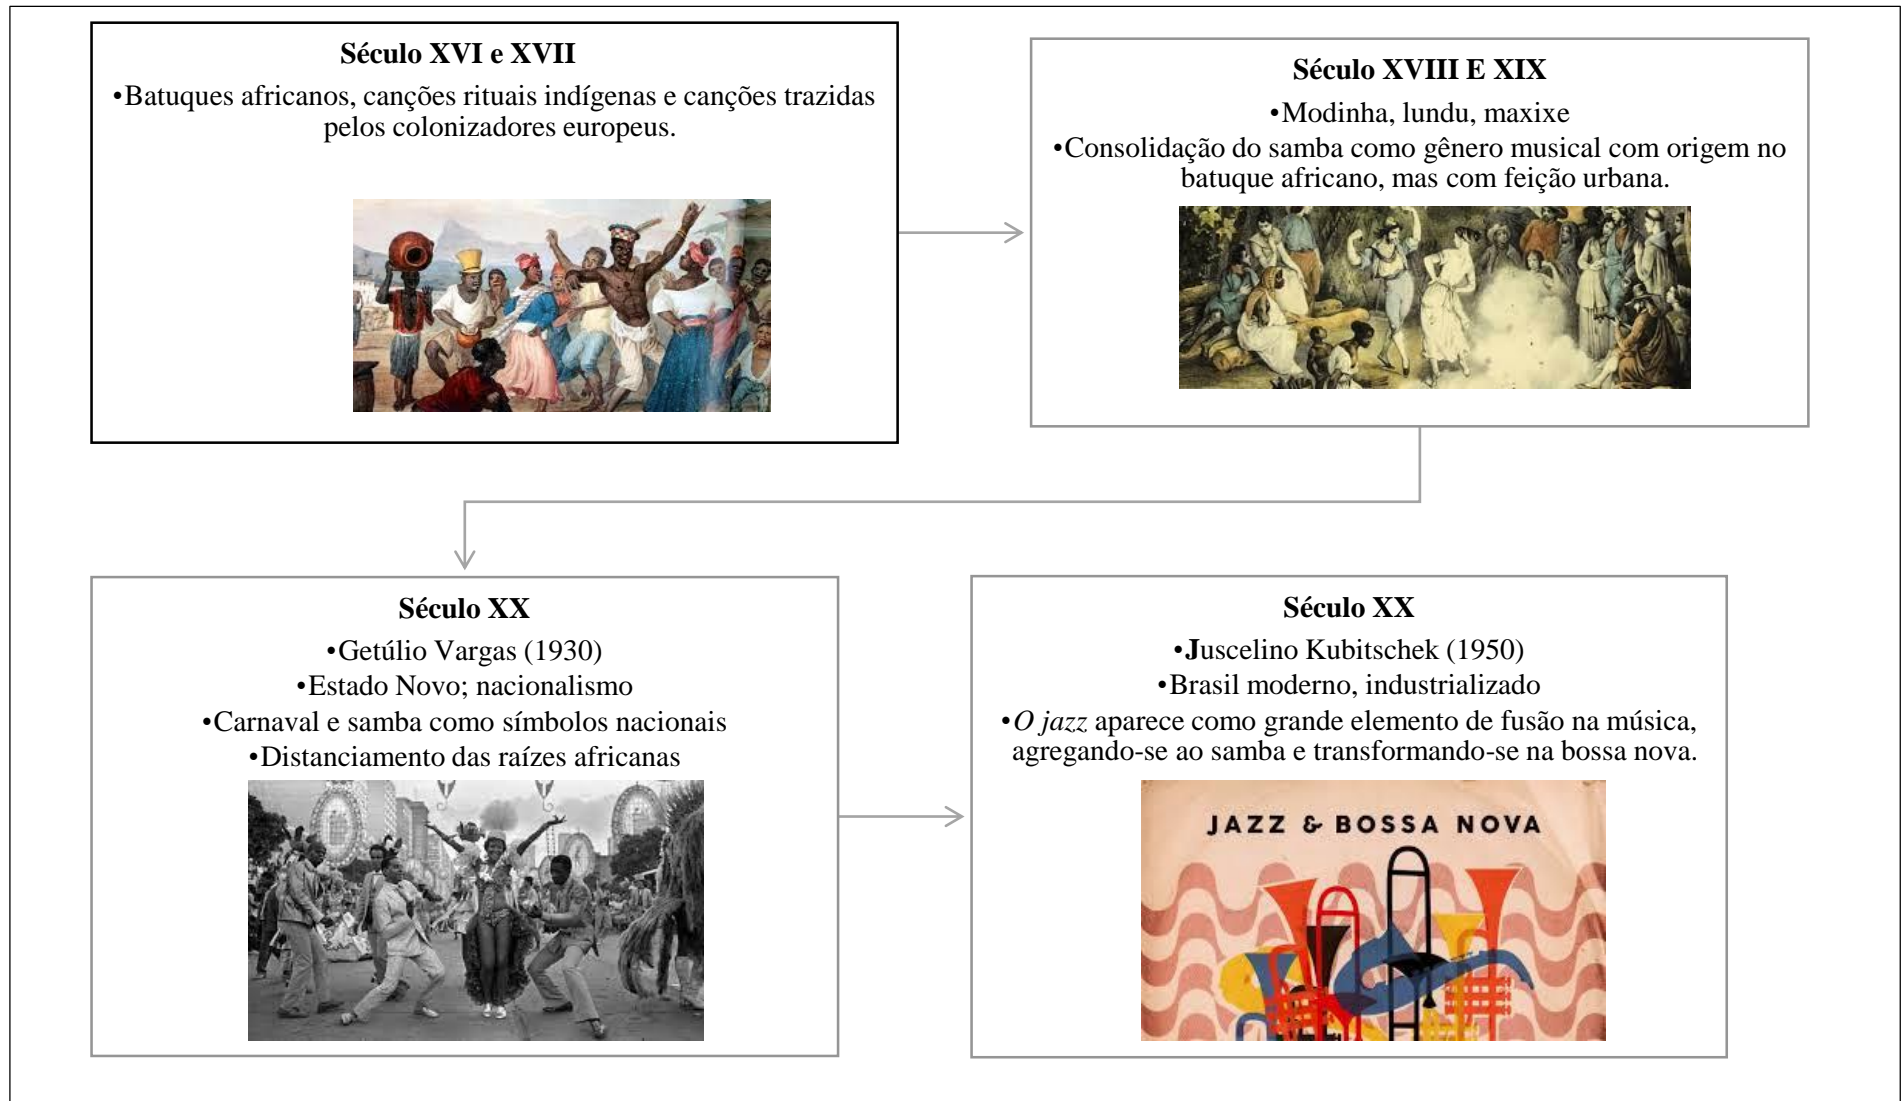 Século XVI e XVII
•Batuques africanos, canções rituais indígenas e canções trazidas
pelos colonizadores europeus.
Século XVIII E XIX
•Modinha, lundu, maxixe
•Consolidação do samba como gênero musical com origem no
batuque africano, mas com feição urbana.
Século XX
•Getúlio Vargas (1930)
•Estado Novo; nacionalismo
•Carnaval e samba como símbolos nacionais
•Distanciamento das raízes africanas
Século XX
•Juscelino Kubitschek (1950)
•Brasil moderno, industrializado
•O jazz aparece como grande elemento de fusão na música,
agregando-se ao samba e transformando-se na bossa nova.
JAZZ & BOSSA NOVA